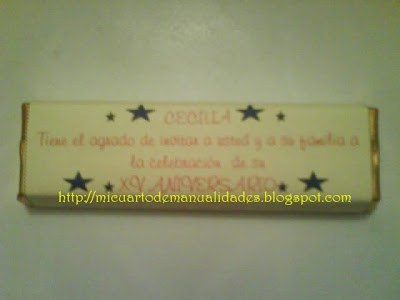 CECILIA
Tiene el agrado de invitar a usted y a su familia a
la celebración de su
XV ANIVERSARIO
http://micuartodemanualidades.blogspot.com